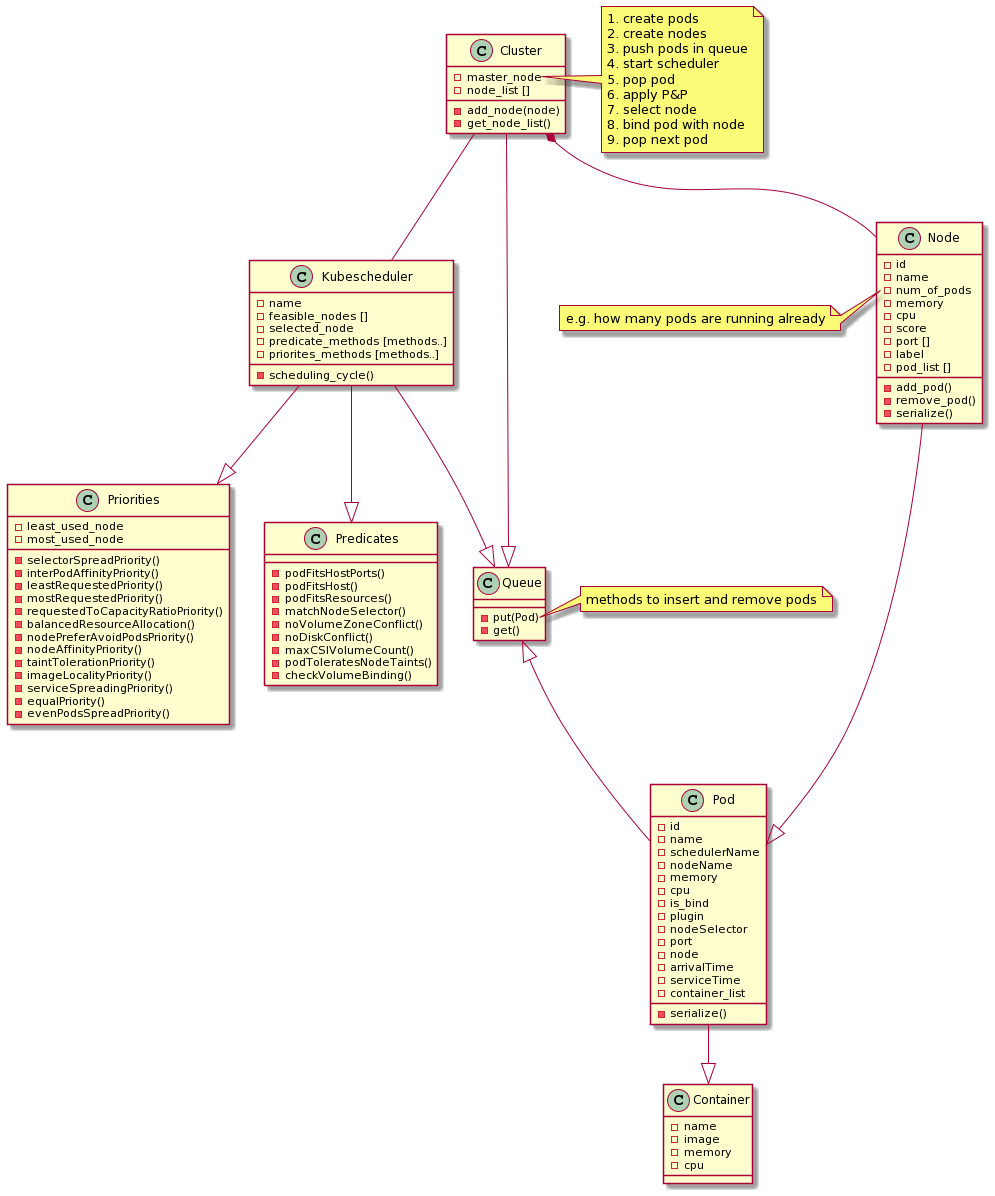 C Cluster
master_node
node_list []
add_node(node)
get_node_list()
1. create pods
2. create nodes
3. push pods in queue
4. start scheduler
5. pop pod
6. apply P&P
7. select node
8. bind pod with node
9. pop next pod
C Node
id
name
num_of_pods
memory
cpu
score
port []
label
pod_list []
add_pod()
remove_pod()
serialize()
e.g. how many pods are running already
C Kubescheduler
name
feasible_nodes []
selected_node
predicate_methods [methods..]
priorites_methods [methods..]
scheduling_cycle()
C Priorities
least_used_node
most_used_node
selectorSpreadPriority()
interPodAffinityPriority()
leastRequestedPriority()
mostRequestedPriority()
requestedToCapacityRatioPriority()
balancedResourceAllocation()
nodePreferAvoidPodsPriority()
nodeAffinityPriority()
taintTolerationPriority()
imageLocalityPriority()
serviceSpreadingPriority()
equalPriority()
evenPodsSpreadPriority()
C Predicates
podFitsHostPorts()
podFitsHost()
podFitsResources()
matchNodeSelector()
noVolumeZoneConflict()
noDiskConflict()
maxCSIVolumeCount()
podToleratesNodeTaints()
checkVolumeBinding()
C Queue
put(Pod)
get()
methods to insert and remove pods
C Pod
id
name
schedulerName
nodeName
memory
cpu
is_bind
plugin
nodeSelector
port
node
arrivalTime
serviceTime
container_list
serialize()
C Container
name
image
memory
cpu